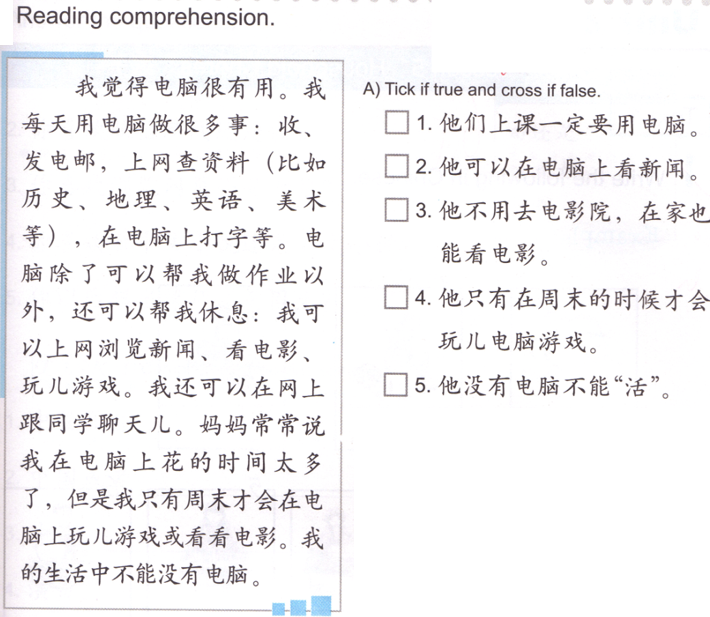 Reading comprehension.
我觉得电脑很有用。我
每天用电脑做很多事：收、
发电邮，上网查资料（比如
历史、地理、英语、美术
等），在电脑上打字等。电
脑除了可以帮我做作业以
外，还可以帮我休息：我可
以上网浏览新闻、看电影、
玩儿游戏。我还可以在网上
跟同学聊天儿。妈妈常常说
我在电脑上花的时间太多
了，但是我只有周末才会在电
脑上玩儿游戏或看看电影。我
的生活中不能没有电脑。
A) Tick if true and cross if false.
1. 他们上课一定要用电脑。
2. 他可以在电脑上看新闻。
3. 他不用去电影院，在家也
能看电影。
4. 他只有在周末的时候才会
玩儿电脑游戏。
5. 他没有电脑不能“活”。